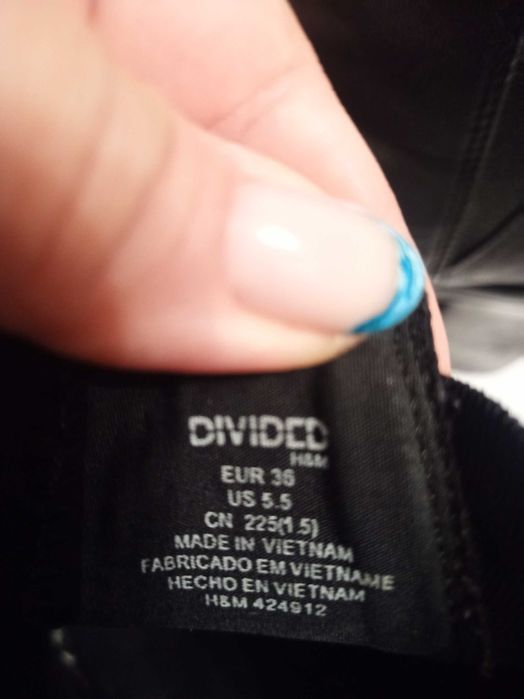 DIVIDED
H&M
EUR 36
US 5.5
CN 225(1.5)
MADE IN VIETNAM
FABRICADO EM VIETNAME
HECHO EN VIETNAM
H&M 424912